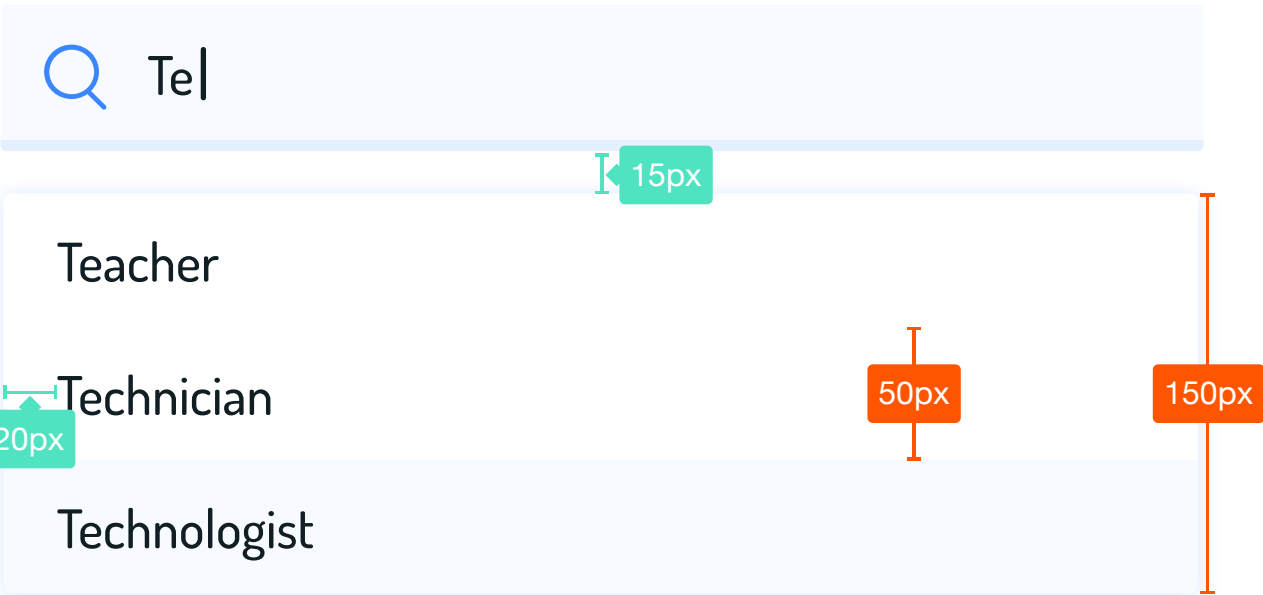 Te
15px
Teacher
Technician
50px
150px
20px
Technologist